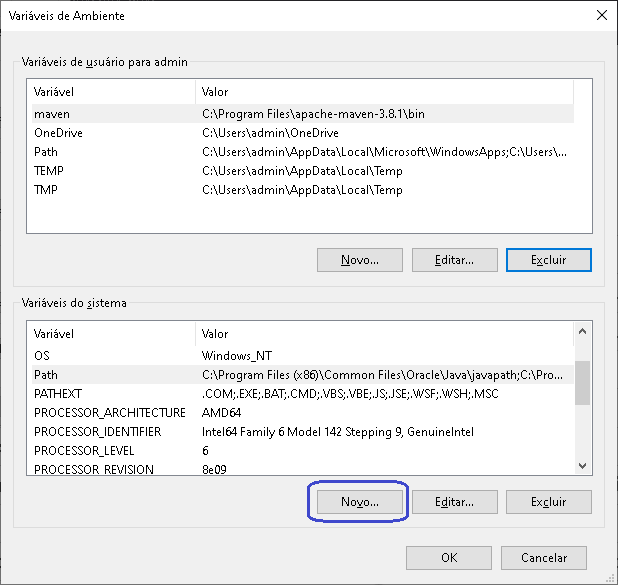 Variáveis de Ambiente
Variáveis de usuário para admin
Variável Valor
maven C:\Program Files\apache-maven-3.8.1\bin
OneDrive C:\Users\admin\OneDrive
Path C:\Users\admin\AppData\Local\Microsoft\WindowsApps;C:\Users\...
TEMP C:\Users\admin\AppData\Local\Temp
TMP C:\Users\admin\AppData\Local\Temp
Novo... Editar... Excluir
Variáveis do sistema
Variável Valor
OS Windows_NT
Path C:\Program Files (x86)\Common Files\Oracle\Java\javapath;C:\Pro...
PATHEXT .COM;.EXE;.BAT;.CMD;.VBS;.VBE;.JS;.JSE;.WSF;.WSH;.MSC
PROCESSOR_ARCHITECTURE AMD64
PROCESSOR_IDENTIFIER Intel64 Family 6 Model 142 Stepping 9, GenuineIntel
PROCESSOR_LEVEL 6
PROCESSOR_REVISION 8e09
Novo... Editar... Excluir
OK Cancelar